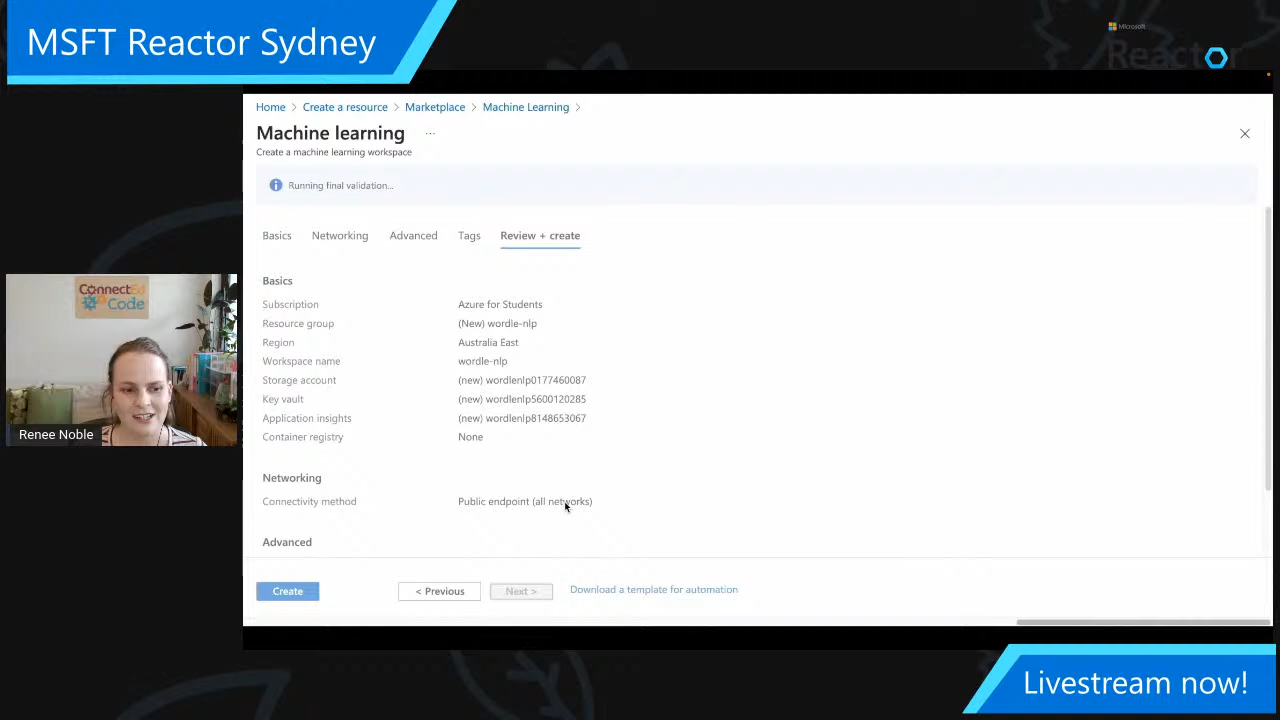 MSFT Reactor Sydney
Microsoft
Reactor
Home > Create a resource > Marketplace > Machine Learning >
Machine learning ...
Create a machine learning workspace
Running final validation...
Basics Networking Advanced Tags Review + create
Basics
Subscription Azure for Students
Resource group (New) wordle-nlp
Region Australia East
Workspace name wordle-nlp
Storage account (new) wordlenlp0177460087
Key vault (new) wordlenlp5600120285
Application insights (new) wordlenlp8148653067
Container registry None
Networking
Connectivity method Public endpoint (all networks)
Advanced
Create < Previous Next > Download a template for automation
ConnectEd
Code
Renee Noble
Livestream now!